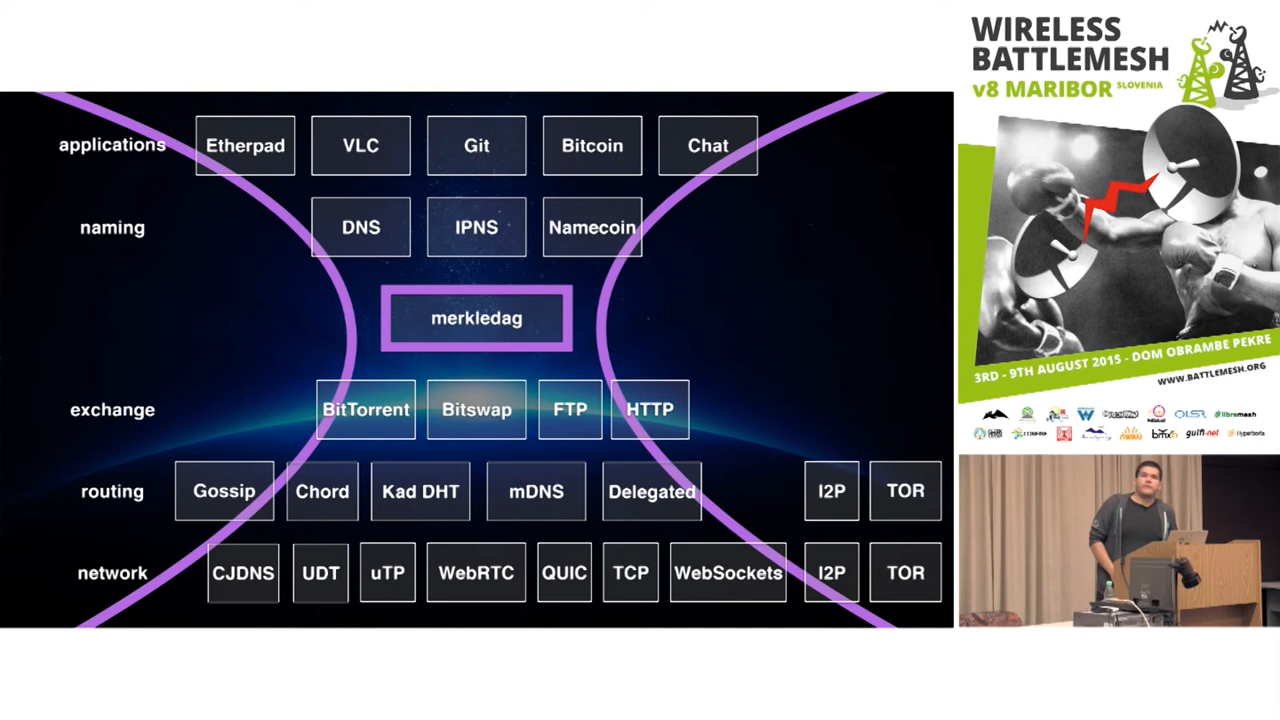 applications Etherpad VLC Git Bitcoin Chat
naming DNS IPNS Namecoin
merkledag
exchange BitTorrent Bitswap FTP HTTP
routing Gossip Chord Kad DHT mDNS Delegated I2P TOR
network CJDNS UDT uTP WebRTC QUIC TCP WebSockets I2P TOR
WIRELESS
BATTLEMESH
v8 MARIBOR SLOVENIA
3RD - 9TH AUGUST 2015 - DOM OBRAMBE PEKRE
WWW.BATTLEMESH.ORG
OLSR libremesh
bmx6 guifi·net Hyperboria